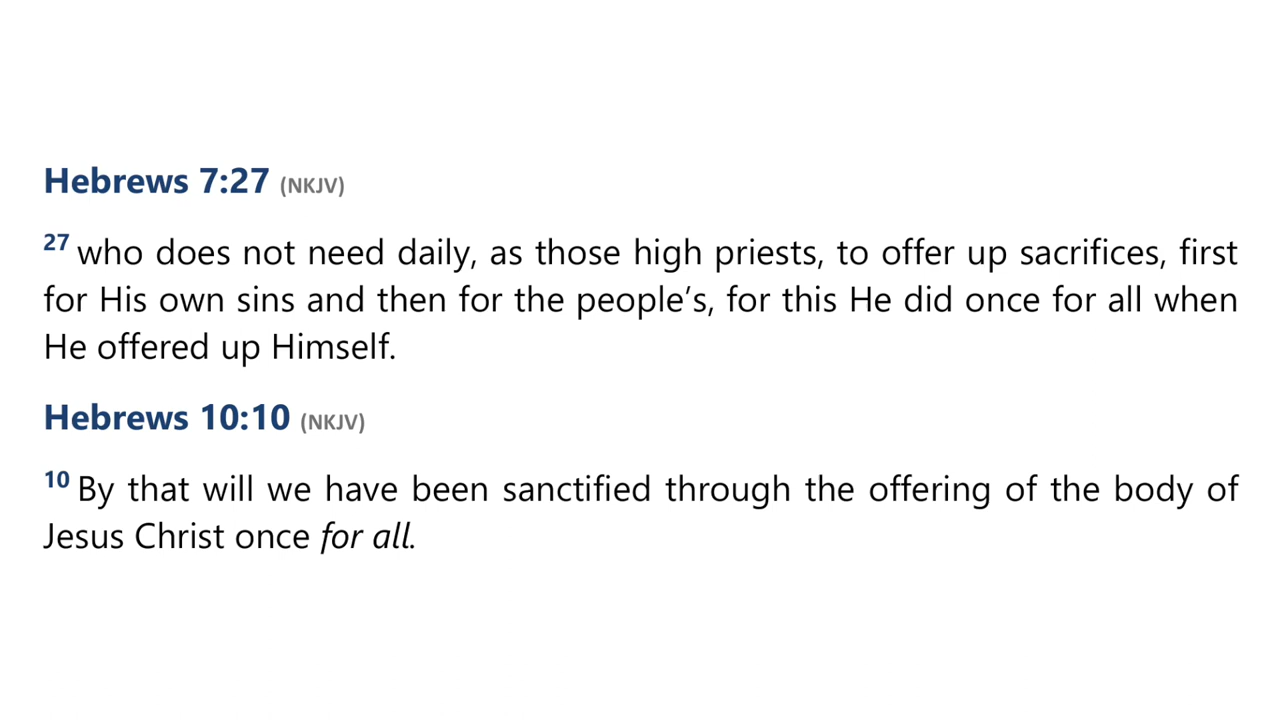 Hebrews 7:27 (NKJV)
27 who does not need daily, as those high priests, to offer up sacrifices, first
for His own sins and then for the people’s, for this He did once for all when
He offered up Himself.
Hebrews 10:10 (NKJV)
10 By that will we have been sanctified through the offering of the body of
Jesus Christ once for all.